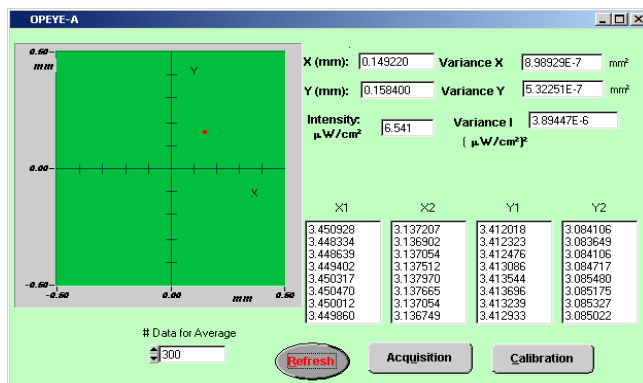 OPEYE-A
0.50
mm
Y
X
0.00
-0.50
-0.50 0.00 mm 0.50
X (mm): 0.149220 Variance X 8.98929E-7 mm²
Y (mm): 0.158400 Variance Y 5.32251E-7 mm²
Intensity: 6.541 Variance I 3.89447E-6
µW/cm² ( µW/cm²)²
X1 X2 Y1 Y2
3.450928 3.137207 3.412018 3.084106
3.448334 3.136902 3.412323 3.083649
3.448639 3.137054 3.412476 3.084106
3.449402 3.137512 3.413086 3.084717
3.450317 3.137970 3.413544 3.085480
3.450470 3.137665 3.413696 3.085175
3.450012 3.137054 3.413239 3.085327
3.449860 3.136749 3.412933 3.085022
# Data for Average
300
Refresh Acquisition Calibration